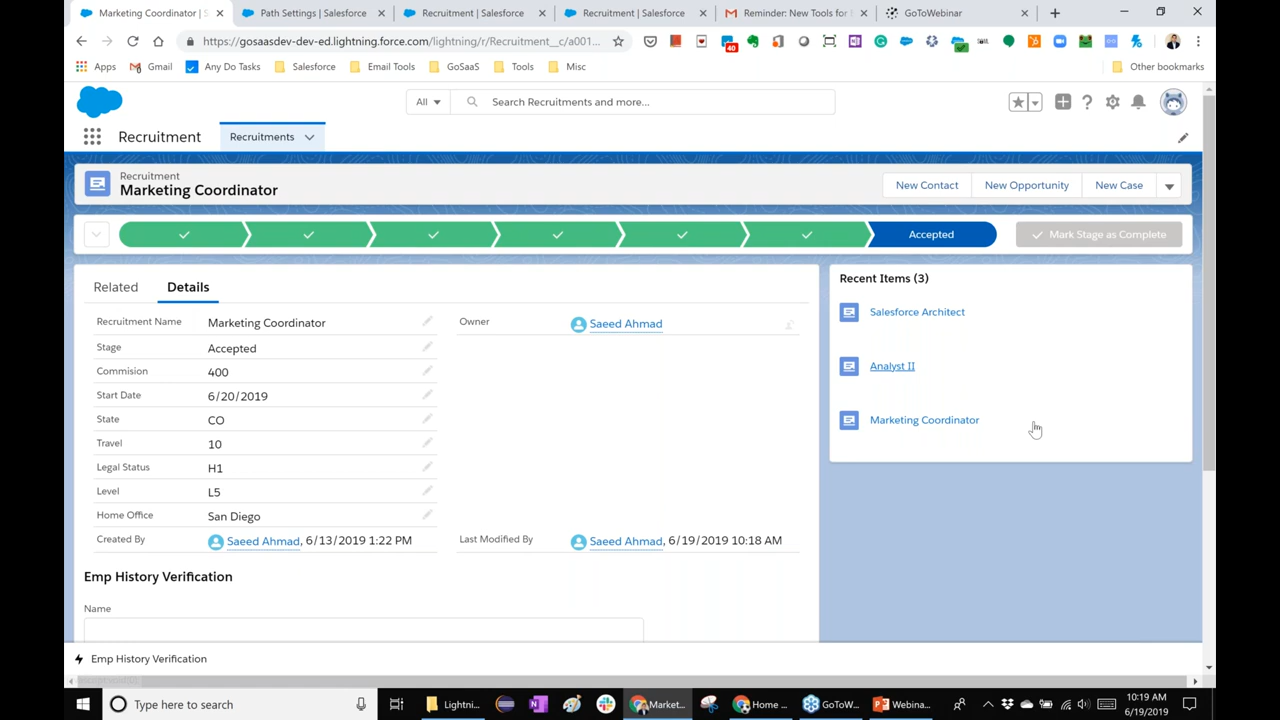 Marketing Coordinator | S
Path Settings | Salesforce
Recruitment | Salesforce
Recruitment | Salesforce
Reminder: New Tools for
GoToWebinar
https://gosaasdev-dev-ed.lightning.force.com/lightning/r/Recruitment__c/a001...
40
Apps
Gmail
Any Do Tasks
Salesforce
Email Tools
GoSaaS
Tools
Misc
Other bookmarks
All
Search Recruitments and more...
Recruitment
Recruitments
Recruitment
Marketing Coordinator
New Contact
New Opportunity
New Case
Accepted
Mark Stage as Complete
Related
Details
Recruitment Name Marketing Coordinator
Owner Saeed Ahmad
Stage Accepted
Commision 400
Start Date 6/20/2019
State CO
Travel 10
Legal Status H1
Level L5
Home Office San Diego
Created By Saeed Ahmad, 6/13/2019 1:22 PM
Last Modified By Saeed Ahmad, 6/19/2019 10:18 AM
Emp History Verification
Name
Recent Items (3)
Salesforce Architect
Analyst II
Marketing Coordinator
Emp History Verification
Type here to search
Lightni...
Market...
Home ...
GoToW...
Webina...
10:19 AM
6/19/2019